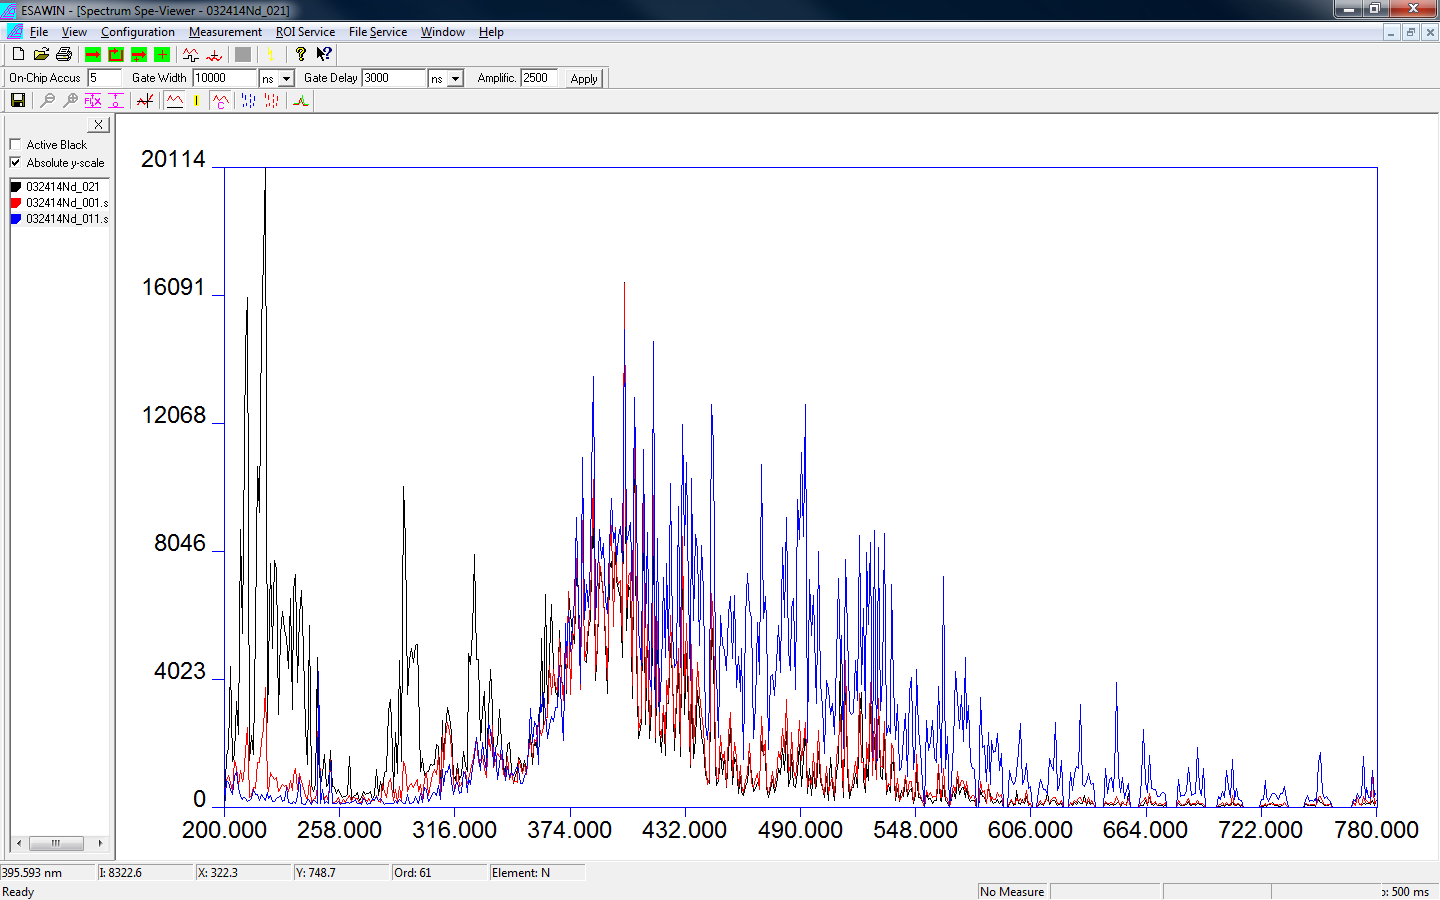 ESAWIN - [Spectrum Spe-Viewer - 032414Nd_021]
File View Configuration Measurement ROI Service File Service Window Help
On-Chip Accus 5 Gate Width 10000 ns Gate Delay 3000 ns Amplific. 2500 Apply
Active Black
Absolute y-scale
032414Nd_021
032414Nd_001.s
032414Nd_011.s
20114
16091
12068
8046
4023
0
200.000 258.000 316.000 374.000 432.000 490.000 548.000 606.000 664.000 722.000 780.000
395.593 nm I: 8322.6 X: 322.3 Y: 748.7 Ord: 61 Element: N
Ready No Measure : 500 ms